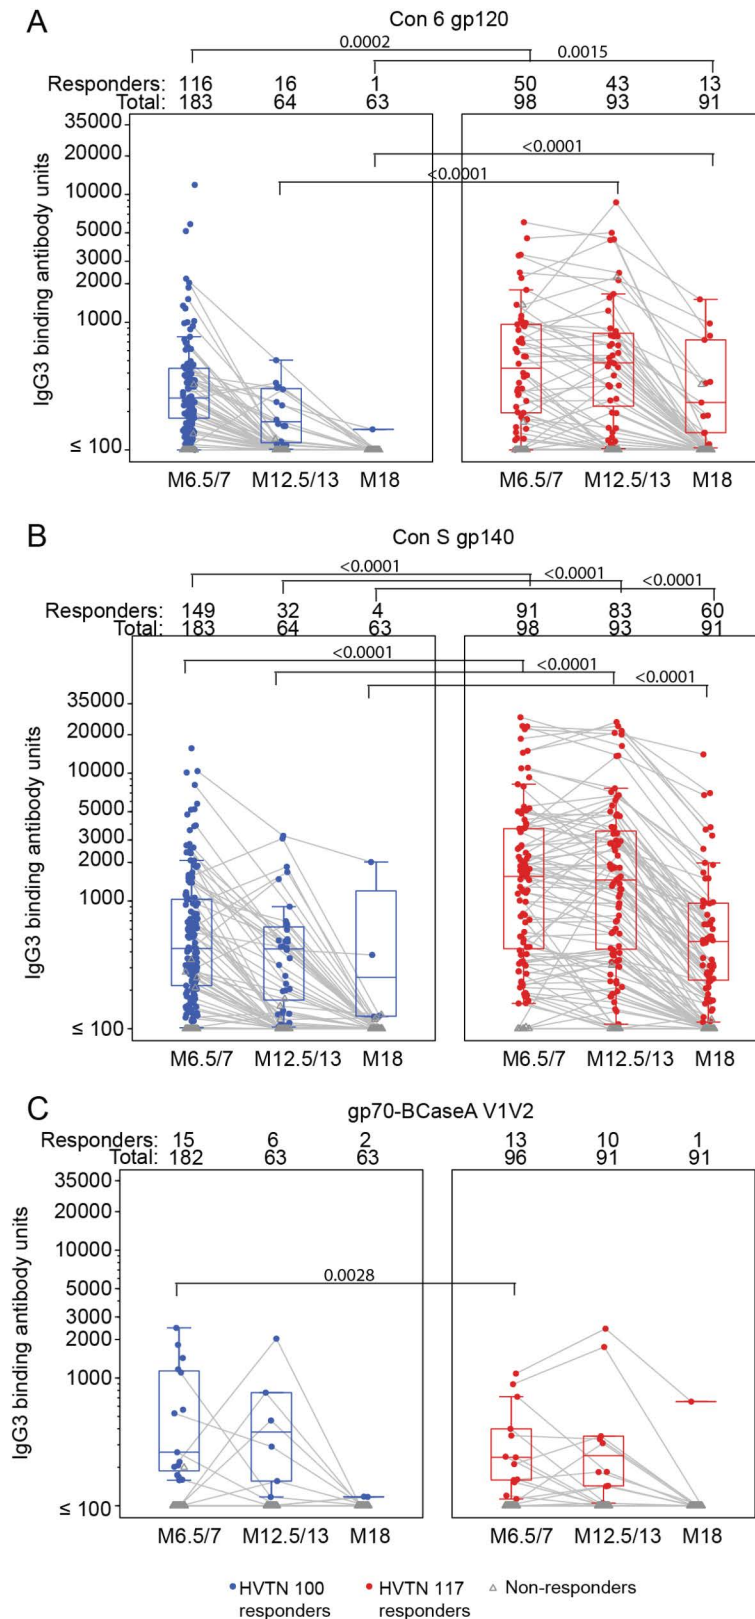 A
Con 6 gp120
0.0002
0.0015
Responders: 116 16 1 50 43 13
Total: 183 64 63 98 93 91
35000
20000
10000
5000
3000
2000
1000
≤ 100
IgG3 binding antibody units
<0.0001
<0.0001
M6.5/7 M12.5/13 M18 M6.5/7 M12.5/13 M18
B
Con S gp140
<0.0001
<0.0001
<0.0001
Responders: 149 32 4 91 83 60
Total: 183 64 63 98 93 91
<0.0001
<0.0001
<0.0001
35000
20000
10000
5000
3000
2000
1000
≤ 100
IgG3 binding antibody units
M6.5/7 M12.5/13 M18 M6.5/7 M12.5/13 M18
C
gp70-BCaseA V1V2
Responders: 15 6 2 13 10 1
Total: 182 63 63 96 91 91
35000
20000
10000
5000
3000
2000
1000
≤ 100
IgG3 binding antibody units
0.0028
M6.5/7 M12.5/13 M18 M6.5/7 M12.5/13 M18
HVTN 100 responders
HVTN 117 responders
Non-responders